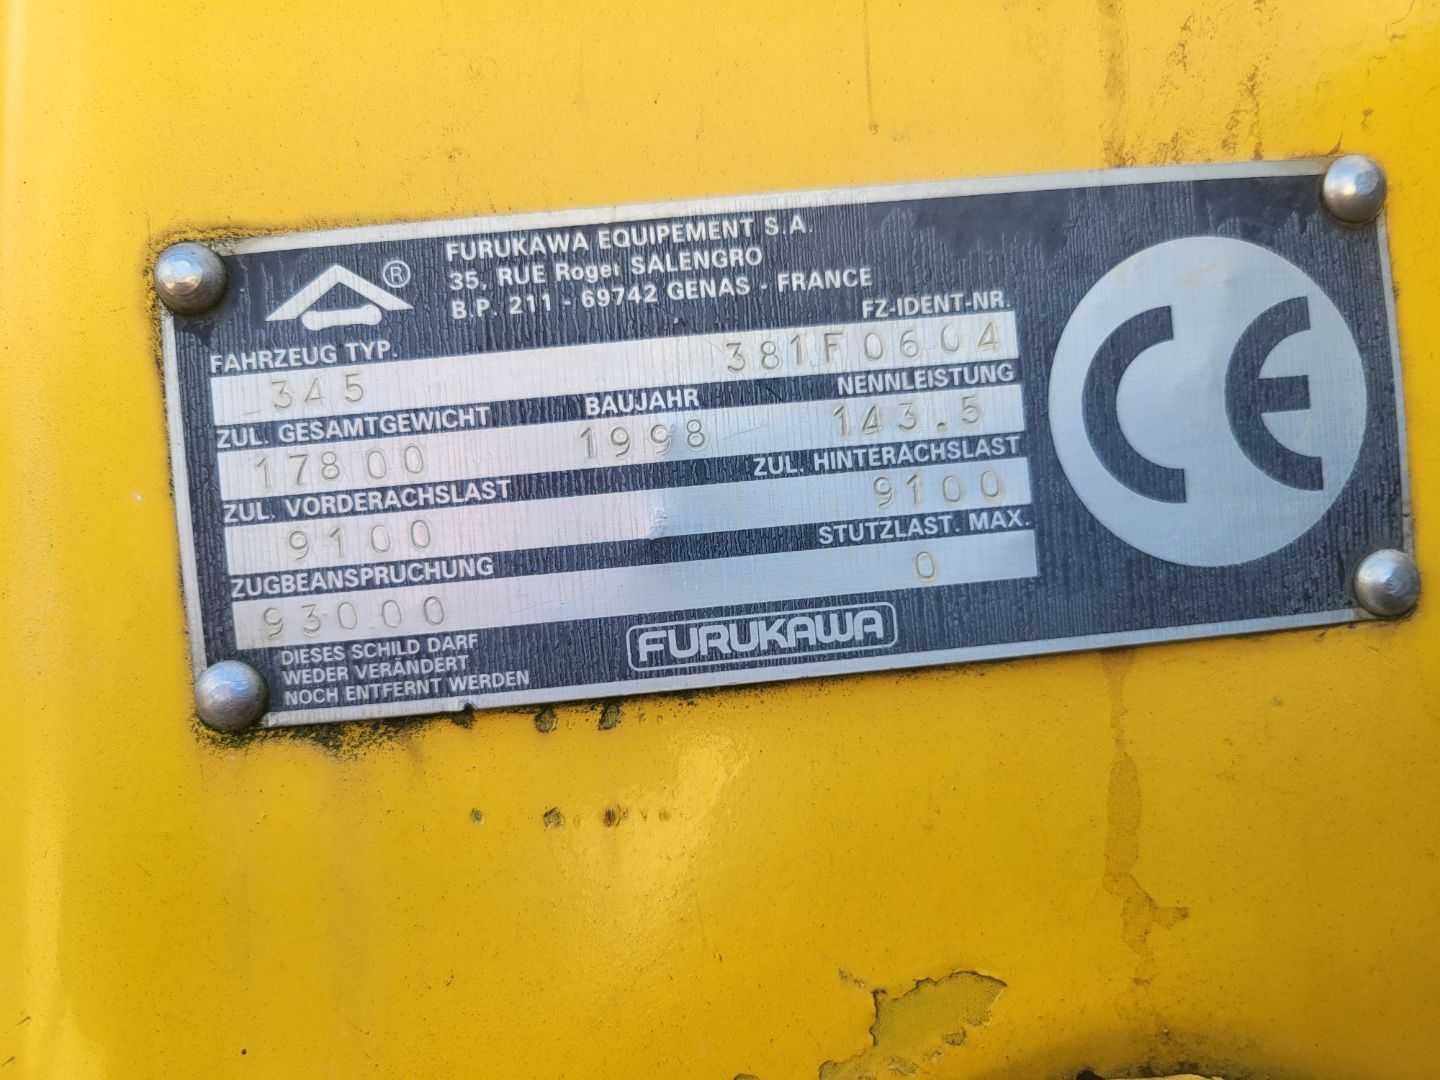 ®
FURUKAWA EQUIPEMENT S.A.
35, RUE Roger SALENGRO
B.P. 211 - 69742 GENAS - FRANCE
FAHRZEUG TYP.
FZ-IDENT-NR.
345
381F0604
ZUL. GESAMTGEWICHT
BAUJAHR
NENNLEISTUNG
17800
1998
143.5
ZUL. VORDERACHSLAST
ZUL. HINTERACHSLAST
9100
9100
ZUGBEANSPRUCHUNG
STUTZLAST. MAX.
93000
0
DIESES SCHILD DARF
WEDER VERÄNDERT
NOCH ENTFERNT WERDEN
FURUKAWA
CE